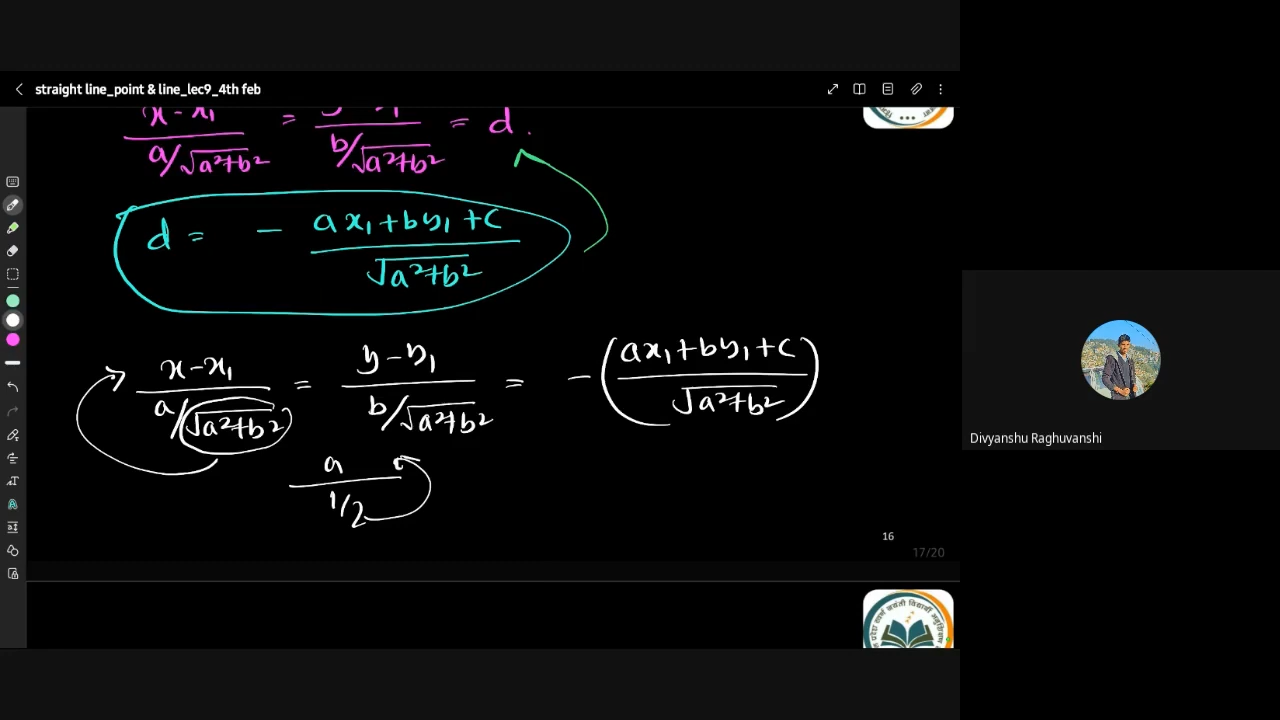 straight line_point & line_lec9_4th feb
x - x₁ / a/√a²+b² = y - y₁ / b/√a²+b² = d.
d = - ax₁+by₁+c / √a²+b²
x-x₁ / a/√a²+b² = y-y₁ / b/√a²+b² = -(ax₁+by₁+c / √a²+b²)
a / 1/2
Divyanshu Raghuvanshi
16
17/20